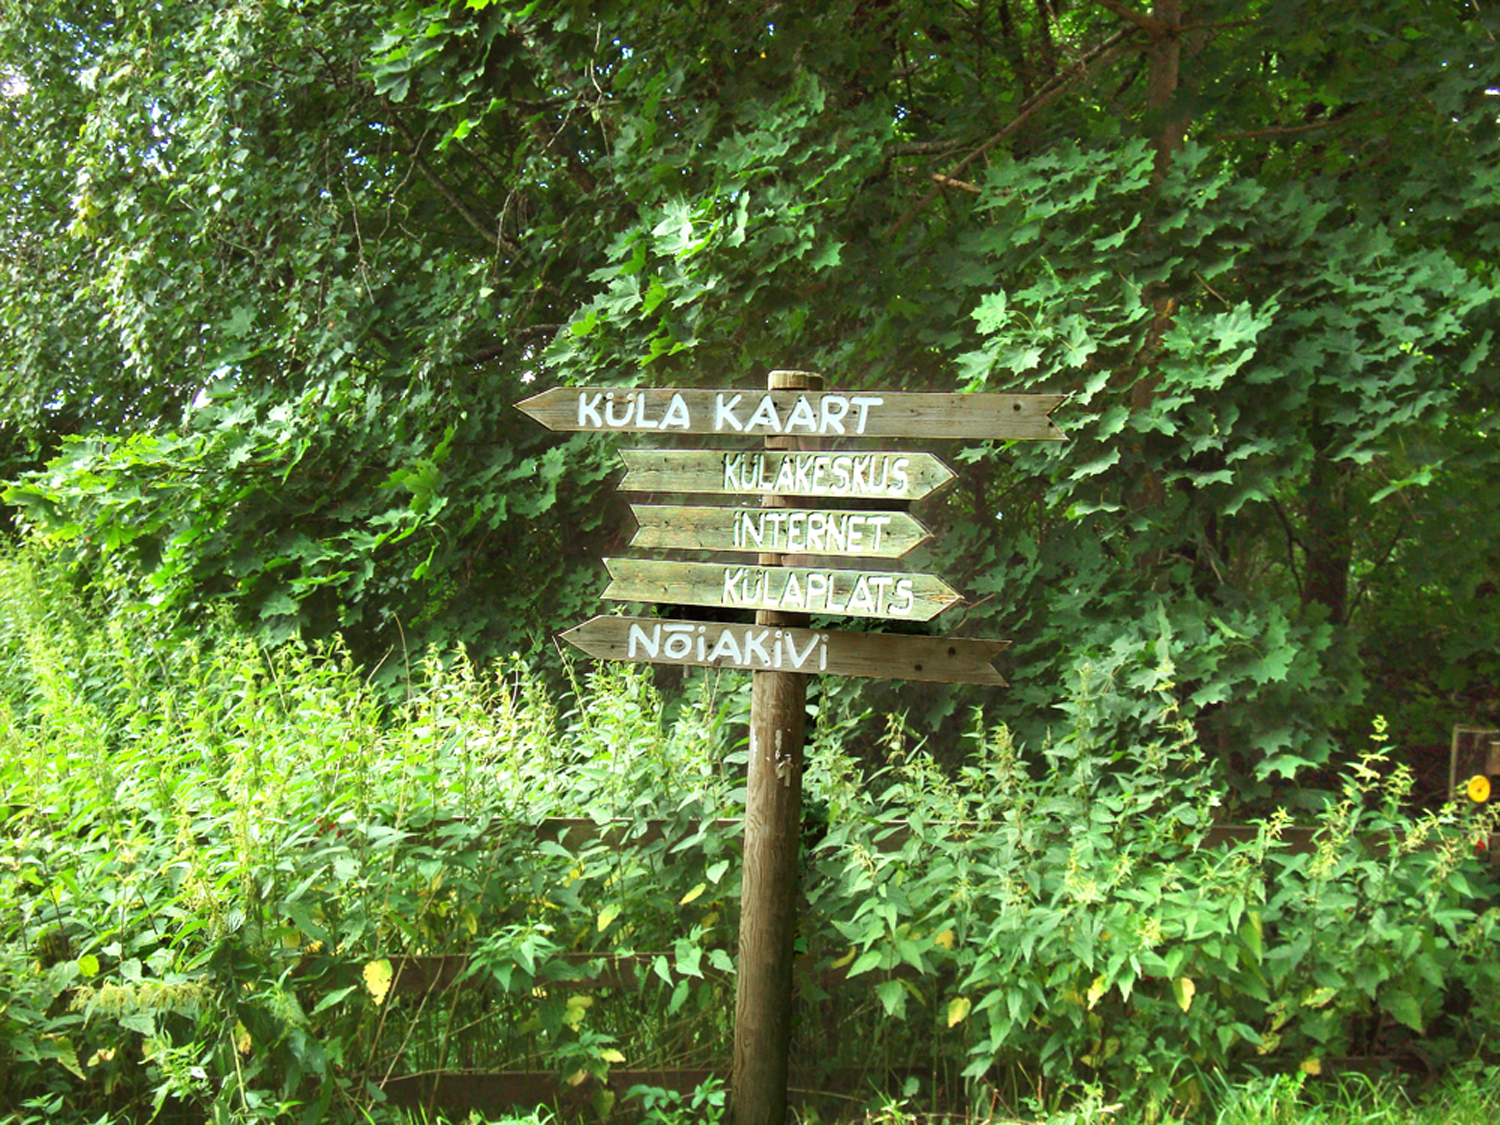 KÜLA KAART
KÜLAKESKUS
iNTERNET
KÜLAPLATS
NÕiAKiVi